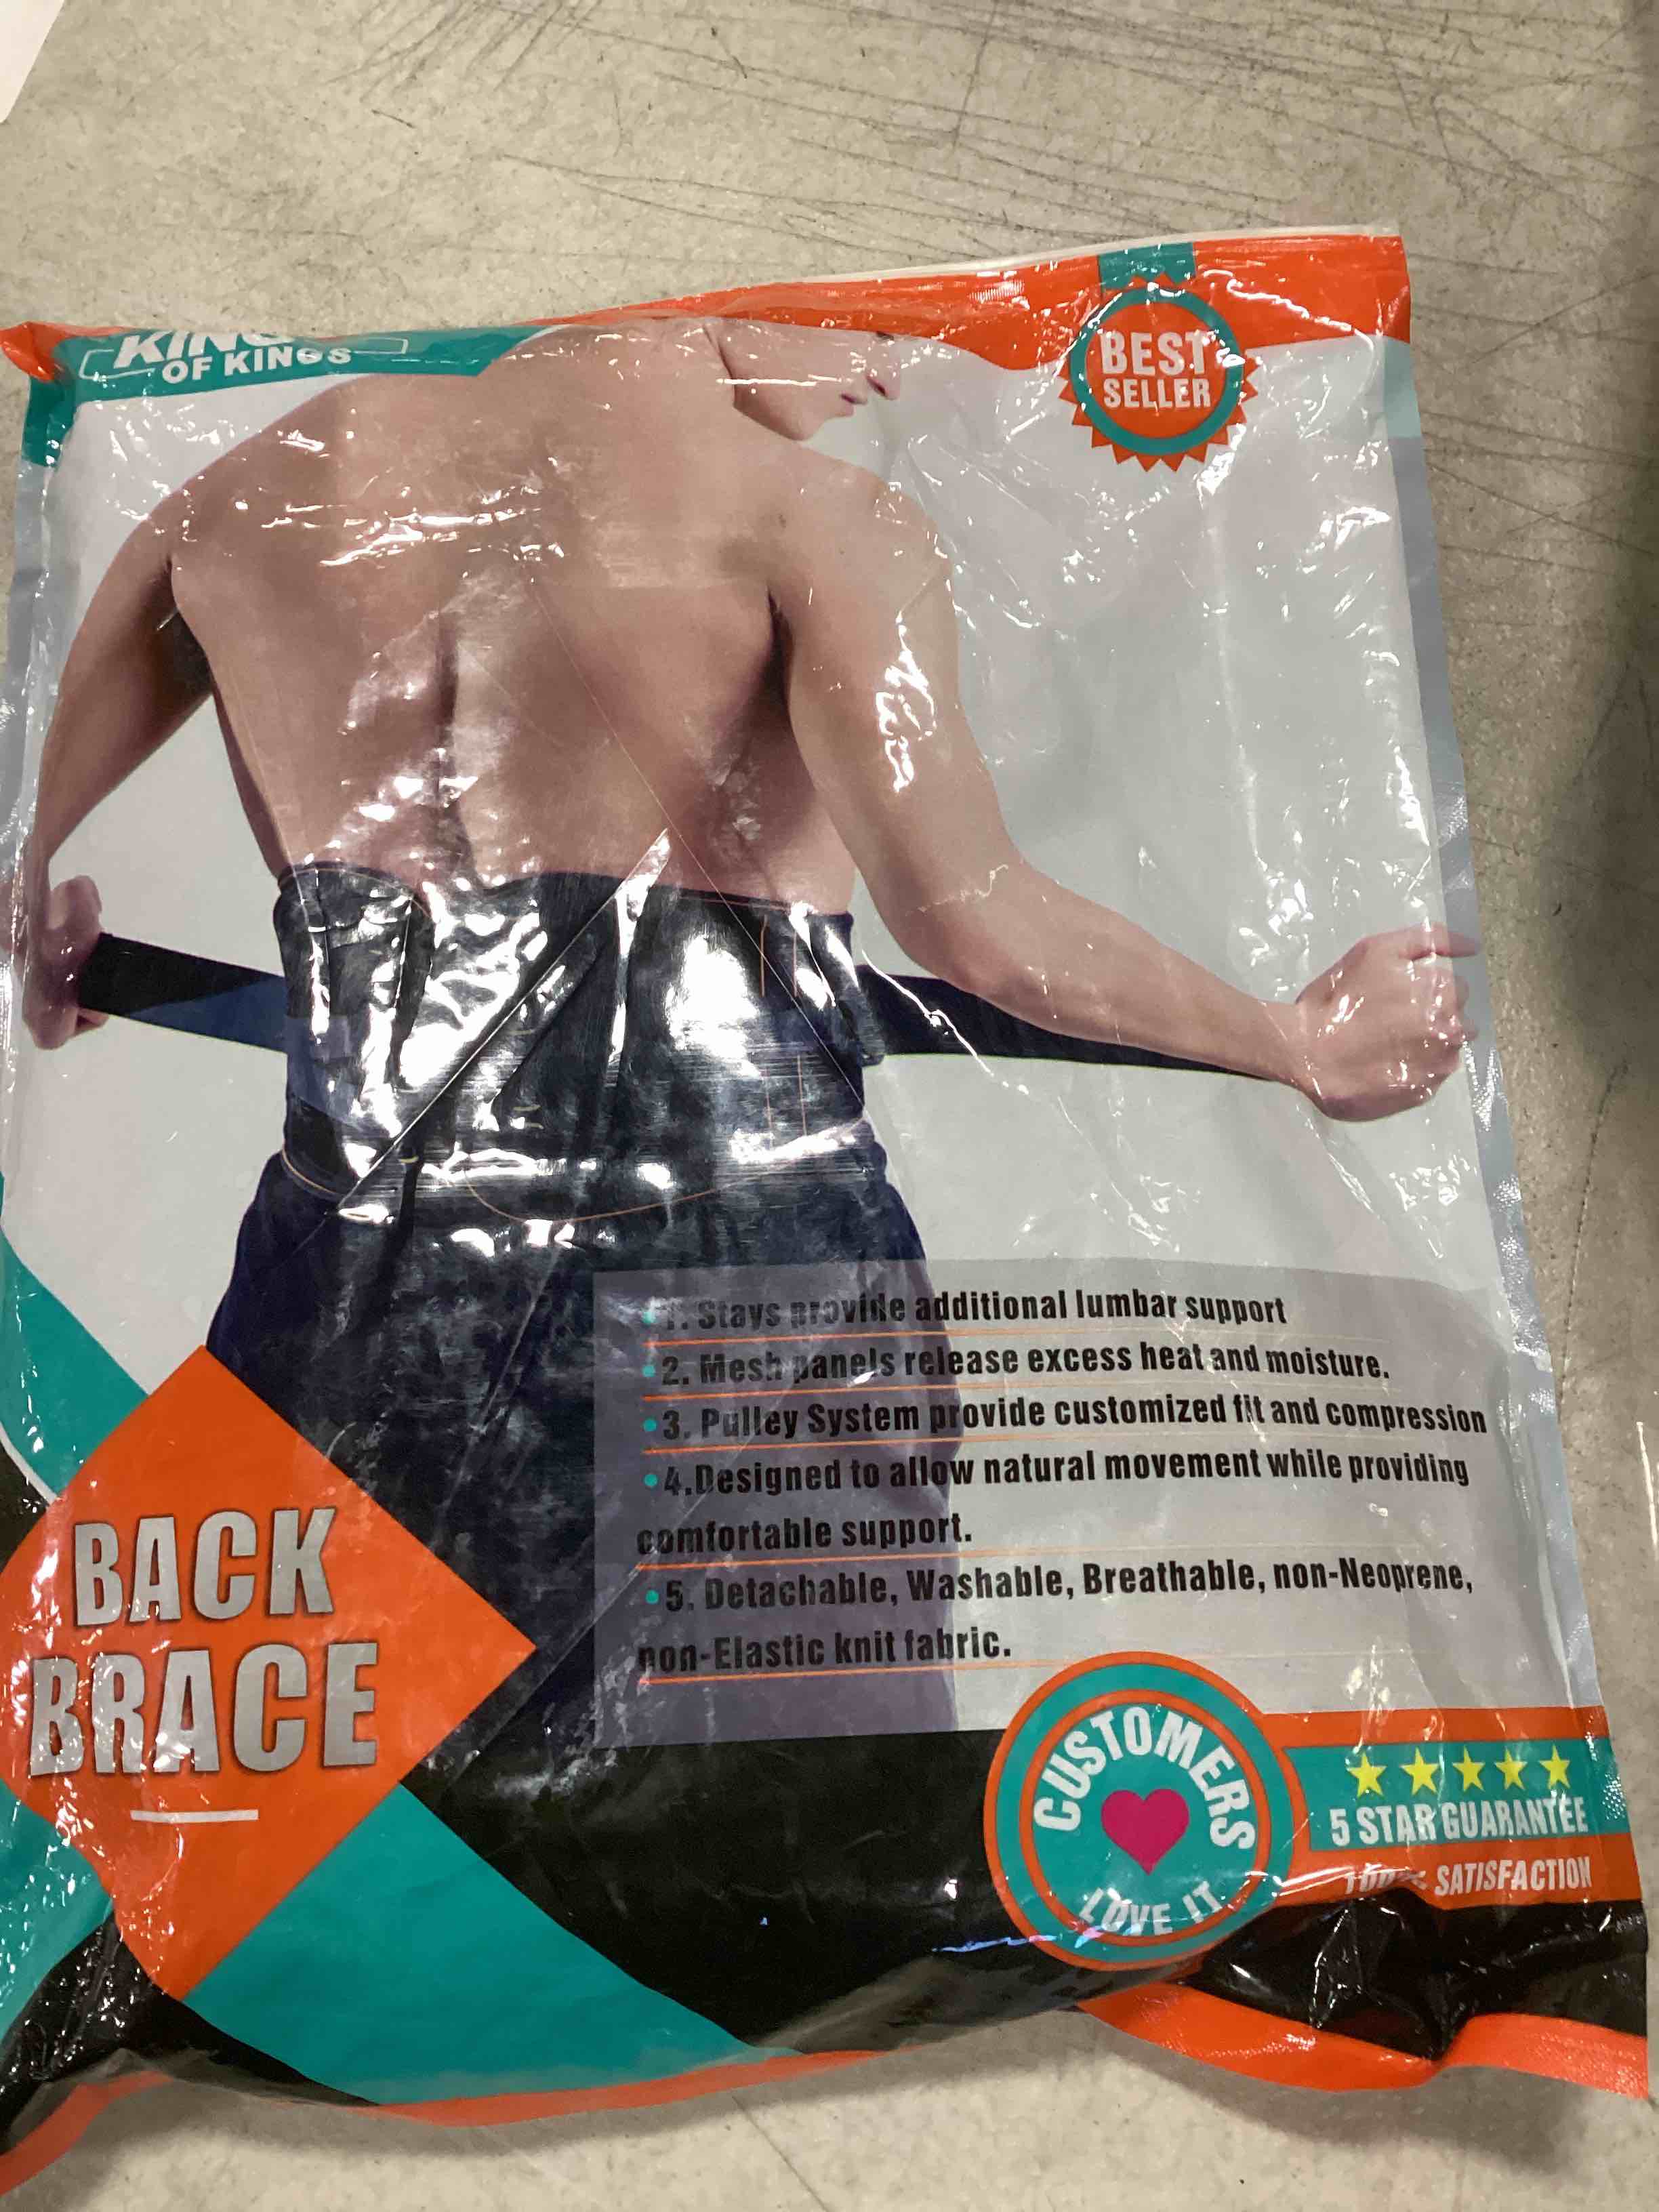 KING
OF KINGS
BEST
SELLER
1. Stays provide additional lumbar support
2. Mesh panels release excess heat and moisture.
3. Pulley System provide customized fit and compression
4.Designed to allow natural movement while providing
comfortable support.
5. Detachable, Washable, Breathable, non-Neoprene,
non-Elastic knit fabric.
BACK
BRACE
CUSTOMERS
LOVE IT
5 STAR GUARANTEE
100% SATISFACTION